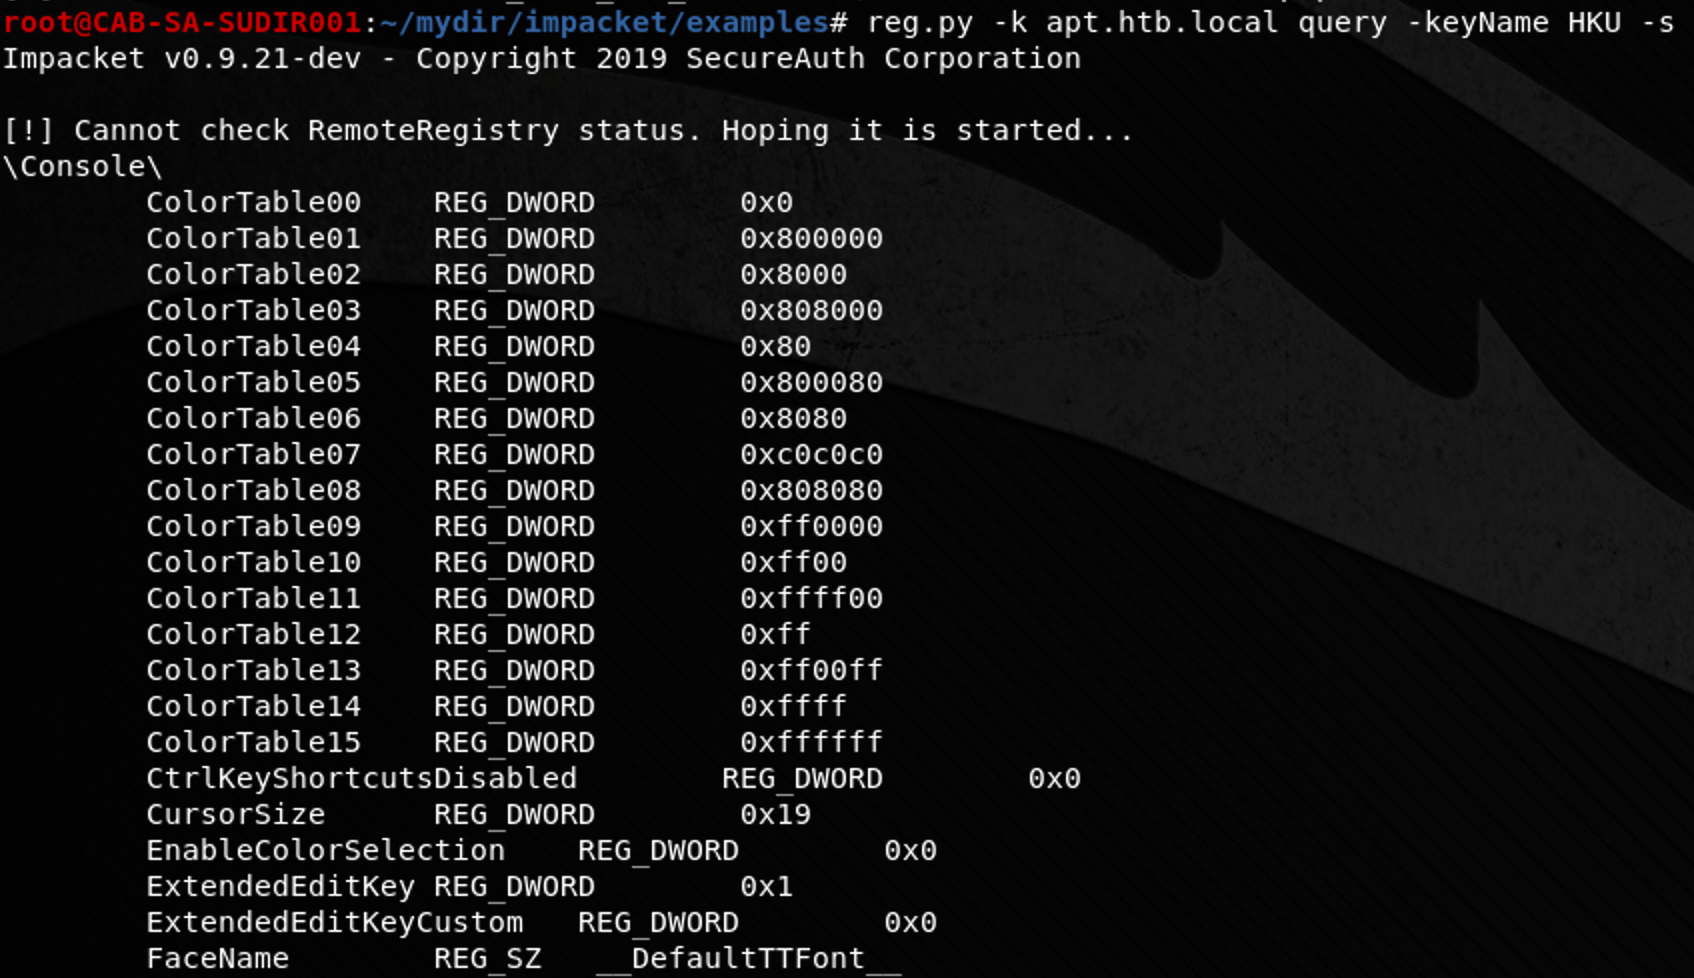 root@CAB-SA-SUDIR001:~/mydir/impacket/examples# reg.py -k apt.htb.local query -keyName HKU -s
Impacket v0.9.21-dev - Copyright 2019 SecureAuth Corporation
[!] Cannot check RemoteRegistry status. Hoping it is started...
\Console\
ColorTable00 REG_DWORD 0x0
ColorTable01 REG_DWORD 0x800000
ColorTable02 REG_DWORD 0x8000
ColorTable03 REG_DWORD 0x808000
ColorTable04 REG_DWORD 0x80
ColorTable05 REG_DWORD 0x800080
ColorTable06 REG_DWORD 0x8080
ColorTable07 REG_DWORD 0xc0c0c0
ColorTable08 REG_DWORD 0x808080
ColorTable09 REG_DWORD 0xff0000
ColorTable10 REG_DWORD 0xff00
ColorTable11 REG_DWORD 0xffff00
ColorTable12 REG_DWORD 0xff
ColorTable13 REG_DWORD 0xff00ff
ColorTable14 REG_DWORD 0xffff
ColorTable15 REG_DWORD 0xffffff
CtrlKeyShortcutsDisabled REG_DWORD 0x0
CursorSize REG_DWORD 0x19
EnableColorSelection REG_DWORD 0x0
ExtendedEditKey REG_DWORD 0x1
ExtendedEditKeyCustom REG_DWORD 0x0
FaceName REG_SZ __DefaultTTFont__